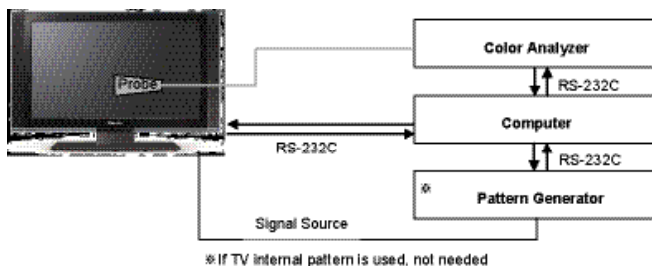 Color Analyzer
Probe
RS-232C
Computer
RS-232C
RS-232C
※ Pattern Generator
Signal Source
※If TV internal pattern is used, not needed